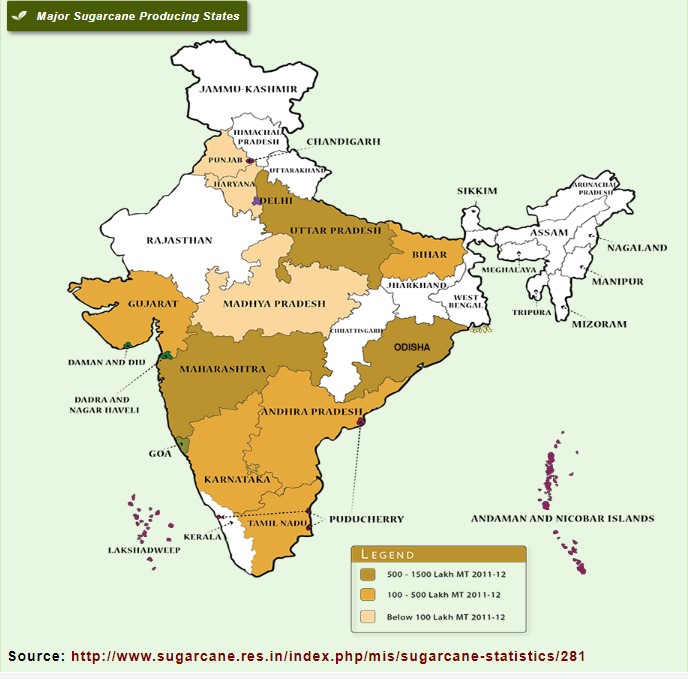 Major Sugarcane Producing States
JAMMU-KASHMIR
HIMACHAL
PRADESH
CHANDIGARH
PUNJAB
UTTARAKHAND
HARYANA
DELHI
SIKKIM
ARUNACHAL
PRADESH
UTTAR PRADESH
ASSAM
RAJASTHAN
NAGALAND
BIHAR
MEGHALAYA
MANIPUR
JHARKHAND
GUJARAT
MADHYA PRADESH
WEST
BENGAL
TRIPURA
MIZORAM
CHHATTISGARH
ODISHA
DAMAN AND DIU
MAHARASHTRA
DADRA AND
NAGAR HAVELI
ANDHRA PRADESH
GOA
KARNATAKA
PUDUCHERRY
ANDAMAN AND NICOBAR ISLANDS
TAMIL NADU
KERALA
LAKSHADWEEP
LEGEND
500 - 1500 Lakh MT 2011-12
100 - 500 Lakh MT 2011-12
Below 100 Lakh MT 2011-12
Source: http://www.sugarcane.res.in/index.php/mis/sugarcane-statistics/281